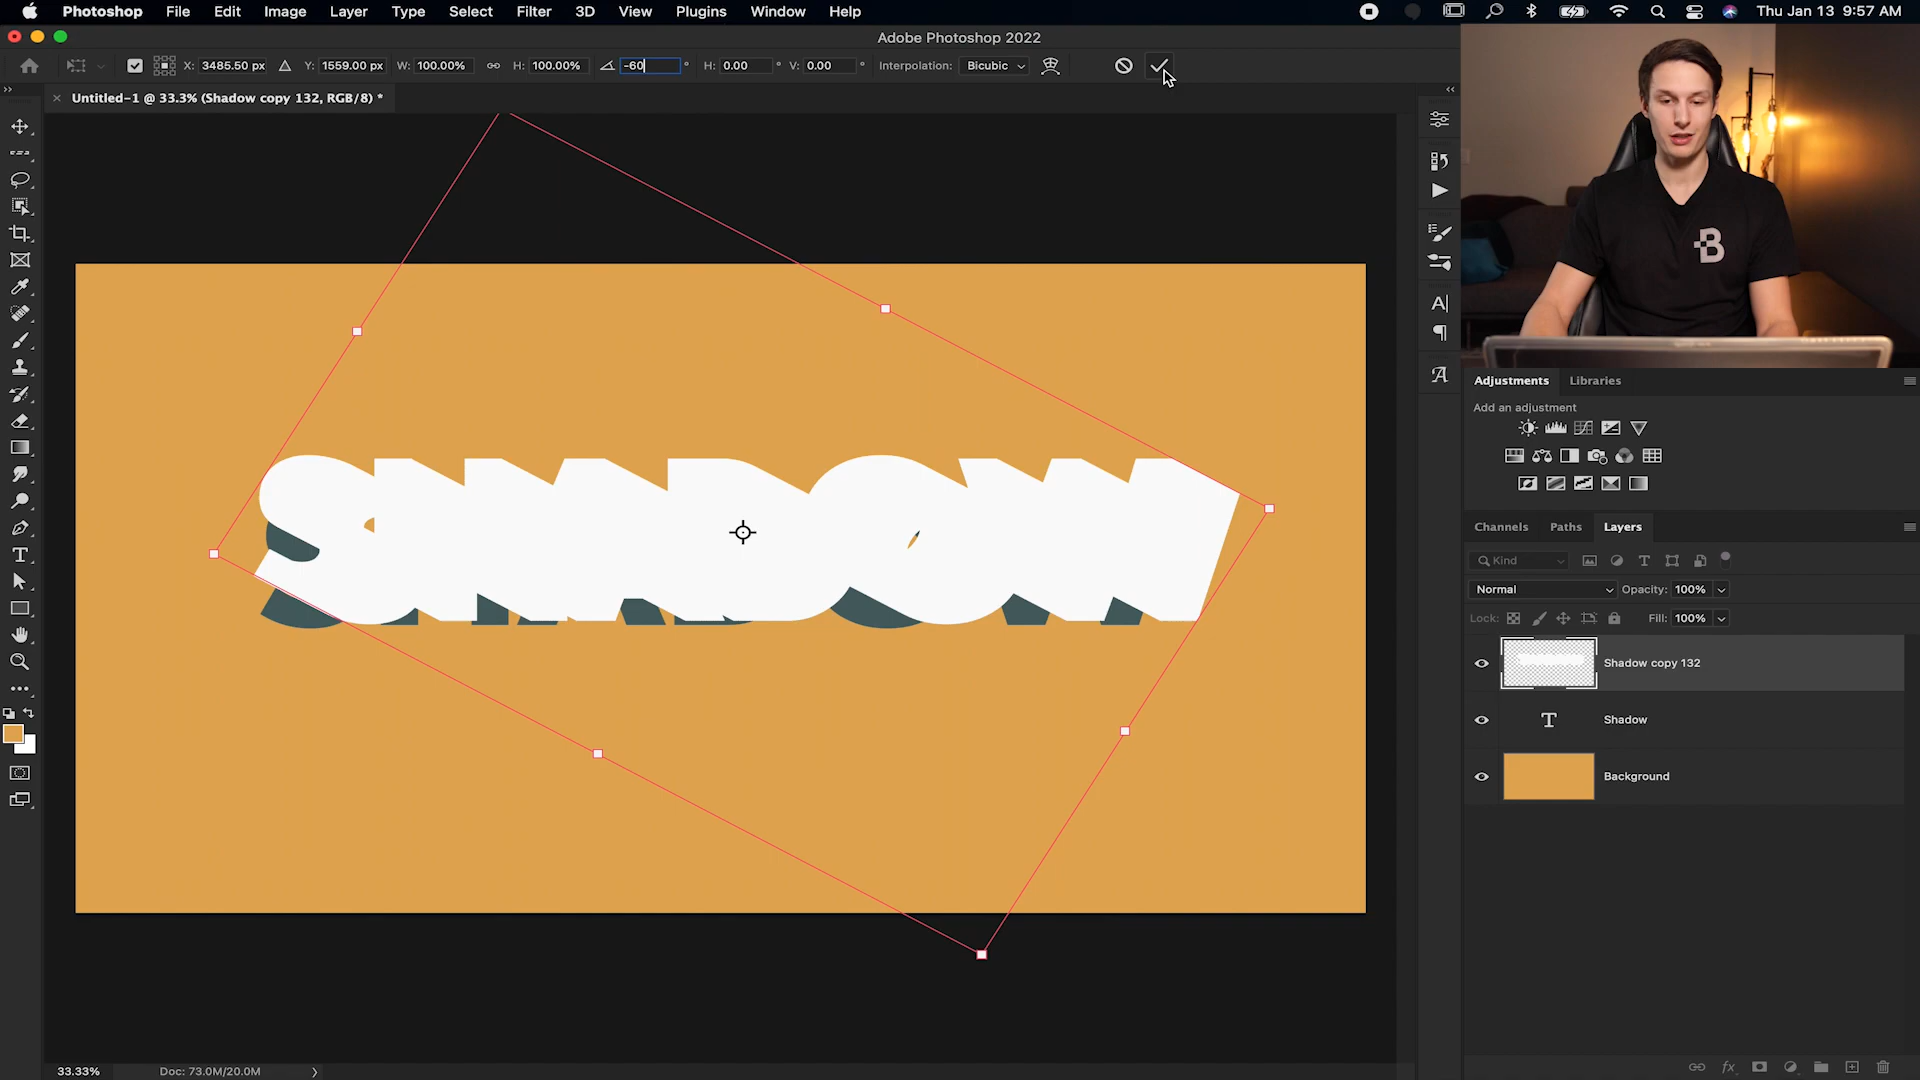 Photoshop File Edit Image Layer Type Select Filter 3D View Plugins Window Help Thu Jan 13 9:57 AM
Adobe Photoshop 2022
X: 3485.50 px Y: 1559.00 px W: 100.00% H: 100.00% -60 ° H: 0.00 ° V: 0.00 ° Interpolation: Bicubic
Untitled-1 @ 33.3% (Shadow copy 132, RGB/8) *
B
Adjustments Libraries
Add an adjustment
Channels Paths Layers
Kind
Normal Opacity: 100%
Lock: Fill: 100%
Shadow copy 132
T Shadow
Background
33.33% Doc: 73.0M/20.0M